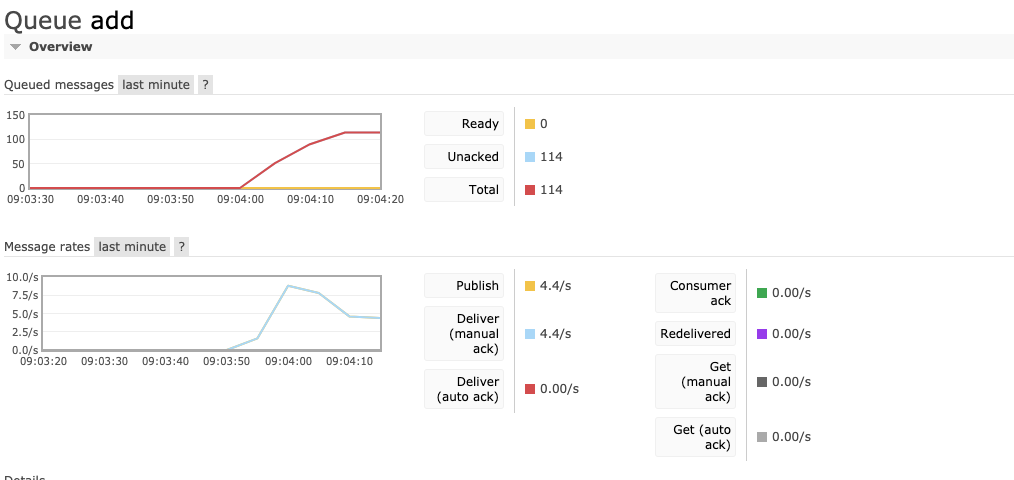 Queue add
Overview
Queued messages last minute ?
150
100
50
0
09:03:30 09:03:40 09:03:50 09:04:00 09:04:10 09:04:20
Ready 0
Unacked 114
Total 114
Message rates last minute ?
10.0/s
7.5/s
5.0/s
2.5/s
0.0/s
09:03:20 09:03:30 09:03:40 09:03:50 09:04:00 09:04:10
Publish 4.4/s
Deliver
(manual
ack)
4.4/s
Deliver
(auto ack)
0.00/s
Consumer
ack
0.00/s
Redelivered 0.00/s
Get
(manual
ack)
0.00/s
Get (auto
ack)
0.00/s
Details